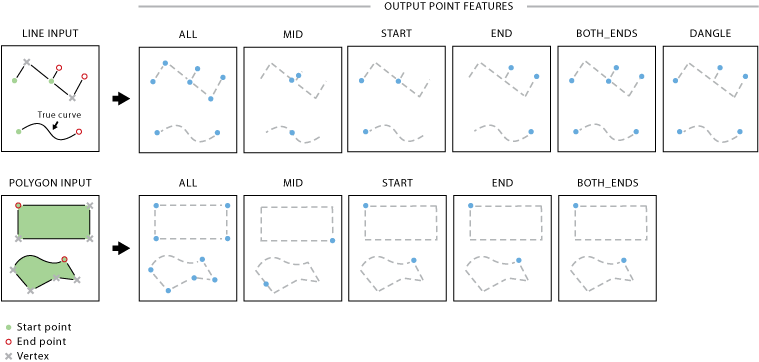 OUTPUT POINT FEATURES
LINE INPUT
ALL
MID
START
END
BOTH_ENDS
DANGLE
True curve
POLYGON INPUT
ALL
MID
START
END
BOTH_ENDS
Start point
End point
Vertex